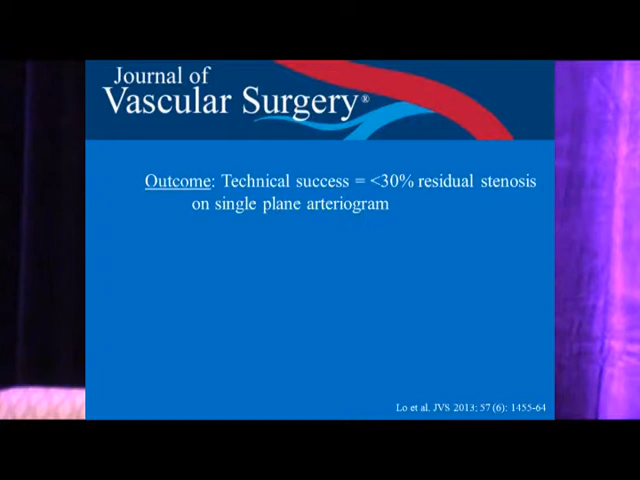 Journal of
Vascular Surgery®
Outcome: Technical success = <30% residual stenosis
on single plane arteriogram
Lo et al. JVS 2013; 57 (6): 1455-64